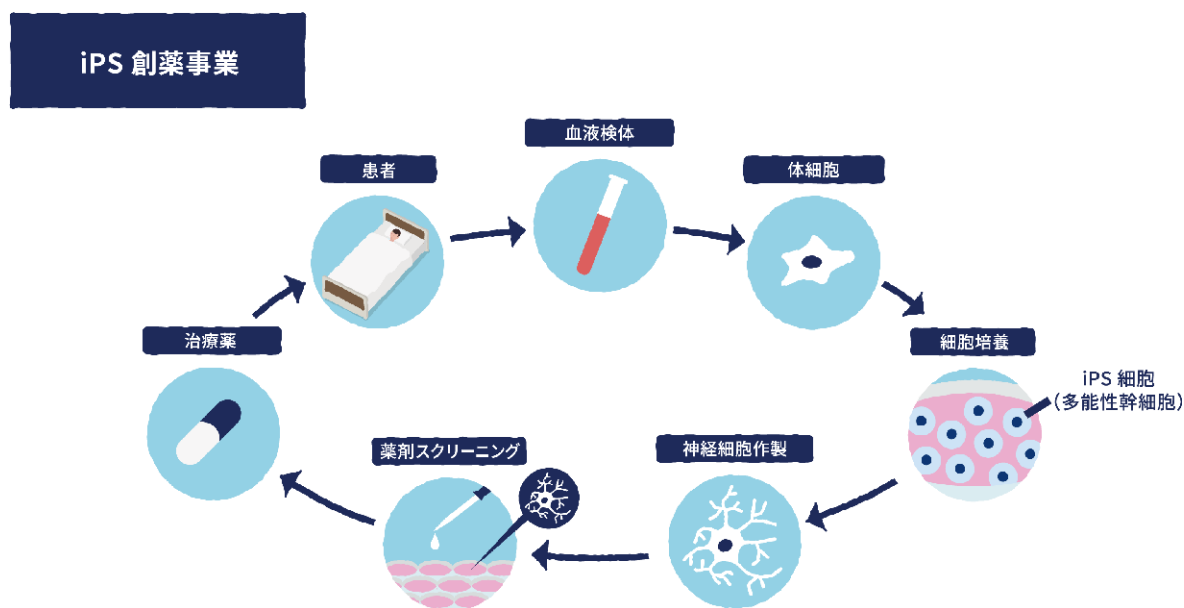 iPS 創薬事業
血液検体
患者
体細胞
治療薬
細胞培養
iPS 細胞
（多能性幹細胞）
薬剤スクリーニング
神経細胞作製